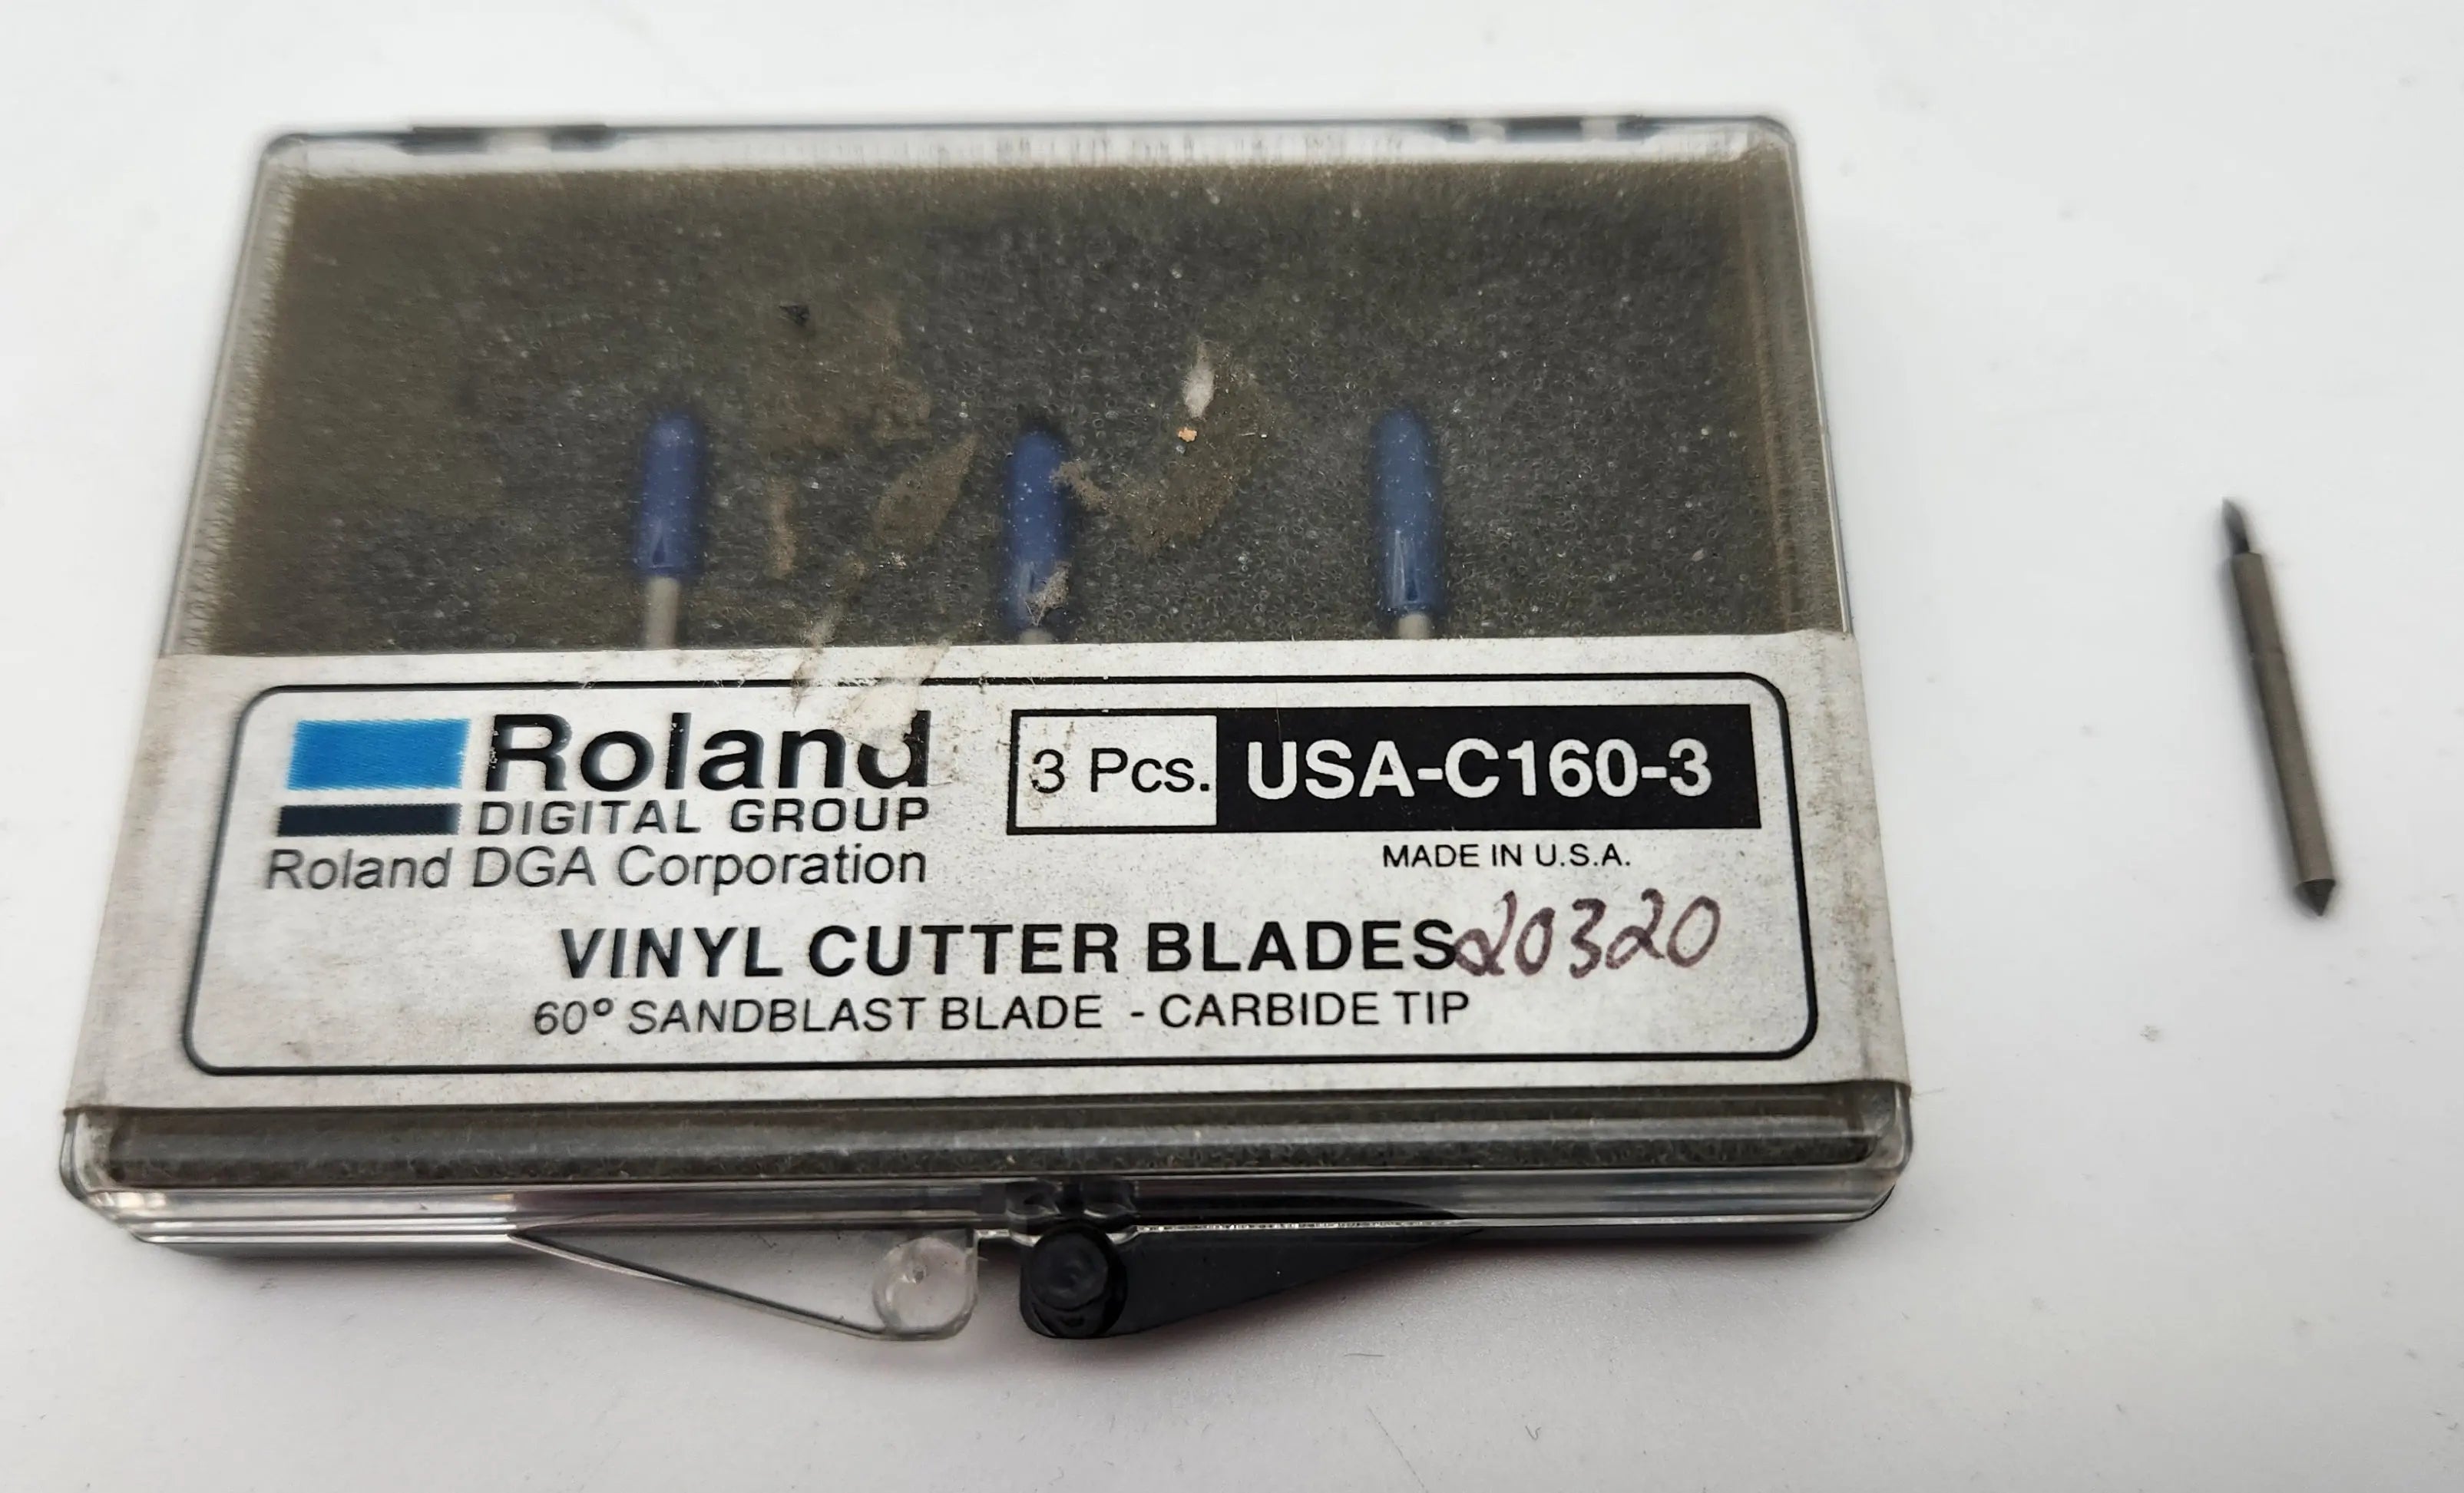 Roland
DIGITAL GROUP
Roland DGA Corporation
3 Pcs. USA-C160-3
MADE IN U.S.A.
VINYL CUTTER BLADES 20320
60° SANDBLAST BLADE - CARBIDE TIP